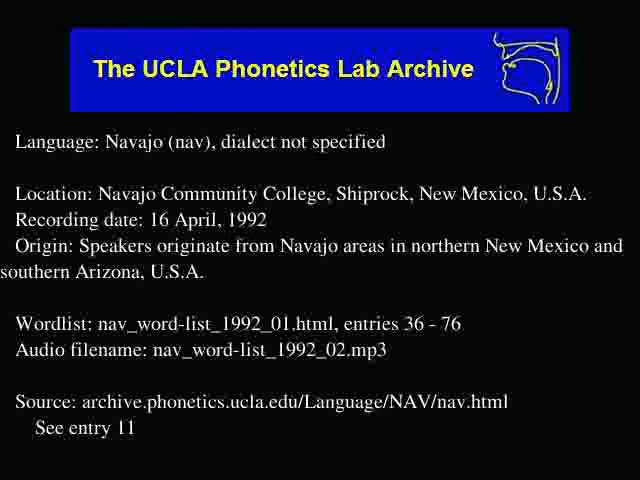 The UCLA Phonetics Lab Archive
Language: Navajo (nav), dialect not specified
Location: Navajo Community College, Shiprock, New Mexico, U.S.A.
Recording date: 16 April, 1992
Origin: Speakers originate from Navajo areas in northern New Mexico and
southern Arizona, U.S.A.
Wordlist: nav_word-list_1992_01.html, entries 36 - 76
Audio filename: nav_word-list_1992_02.mp3
Source: archive.phonetics.ucla.edu/Language/NAV/nav.html
See entry 11